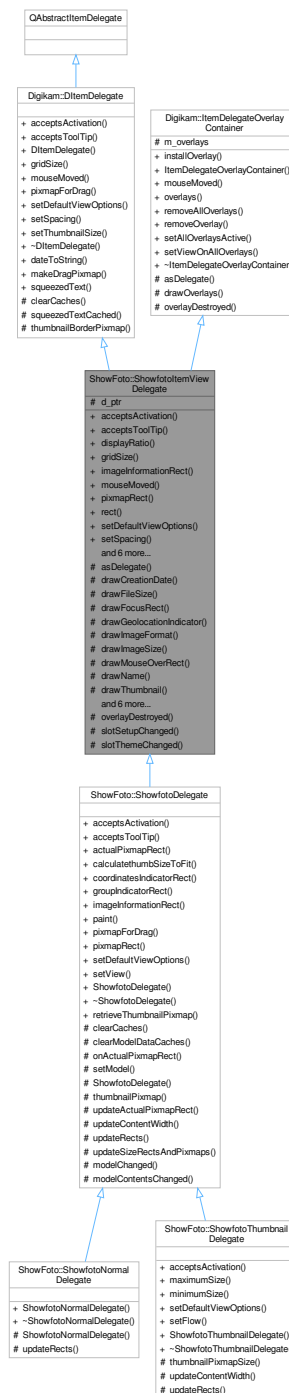 QAbstractItemDelegate
Digikam::DItemDelegate
+ acceptsActivation()
+ acceptsToolTip()
+ DItemDelegate()
+ gridSize()
+ mouseMoved()
+ pixmapForDrag()
+ setDefaultViewOptions()
+ setSpacing()
+ setThumbnailSize()
+ ~DItemDelegate()
+ dateToString()
+ makeDragPixmap()
+ squeezedText()
# clearCaches()
# squeezedTextCached()
# thumbnailBorderPixmap()
Digikam::ItemDelegateOverlay
Container
# m_overlays
+ installOverlay()
+ ItemDelegateOverlayContainer()
+ mouseMoved()
+ overlays()
+ removeAllOverlays()
+ removeOverlay()
+ setAllOverlaysActive()
+ setViewOnAllOverlays()
+ ~ItemDelegateOverlayContainer
# asDelegate()
# drawOverlays()
# overlayDestroyed()
ShowFoto::ShowfotoItemView
Delegate
# d_ptr
+ acceptsActivation()
+ acceptsToolTip()
+ displayRatio()
+ gridSize()
+ imageInformationRect()
+ mouseMoved()
+ pixmapRect()
+ rect()
+ setDefaultViewOptions()
+ setSpacing()
and 6 more...
# asDelegate()
# drawCreationDate()
# drawFileSize()
# drawFocusRect()
# drawGeolocationIndicator()
# drawImageFormat()
# drawImageSize()
# drawMouseOverRect()
# drawName()
# drawThumbnail()
and 6 more...
# overlayDestroyed()
# slotSetupChanged()
# slotThemeChanged()
ShowFoto::ShowfotoDelegate
+ acceptsActivation()
+ acceptsToolTip()
+ actualPixmapRect()
+ calculatethumbSizeToFit()
+ coordinatesIndicatorRect()
+ groupIndicatorRect()
+ imageInformationRect()
+ paint()
+ pixmapForDrag()
+ pixmapRect()
+ setDefaultViewOptions()
+ setView()
+ ShowfotoDelegate()
+ ~ShowfotoDelegate()
+ retrieveThumbnailPixmap()
# clearCaches()
# clearModelDataCaches()
# onActualPixmapRect()
# setModel()
# ShowfotoDelegate()
# thumbnailPixmap()
# updateActualPixmapRect()
# updateContentWidth()
# updateRects()
# updateSizeRectsAndPixmaps()
# modelChanged()
# modelContentsChanged()
ShowFoto::ShowfotoNormal
Delegate
+ ShowfotoNormalDelegate()
+ ~ShowfotoNormalDelegate()
# ShowfotoNormalDelegate()
# updateRects()
ShowFoto::ShowfotoThumbnail
Delegate
+ acceptsActivation()
+ maximumSize()
+ minimumSize()
+ setDefaultViewOptions()
+ setFlow()
+ ShowfotoThumbnailDelegate()
+ ~ShowfotoThumbnailDelegate
# thumbnailPixmapSize()
# updateContentWidth()
# updateRects()